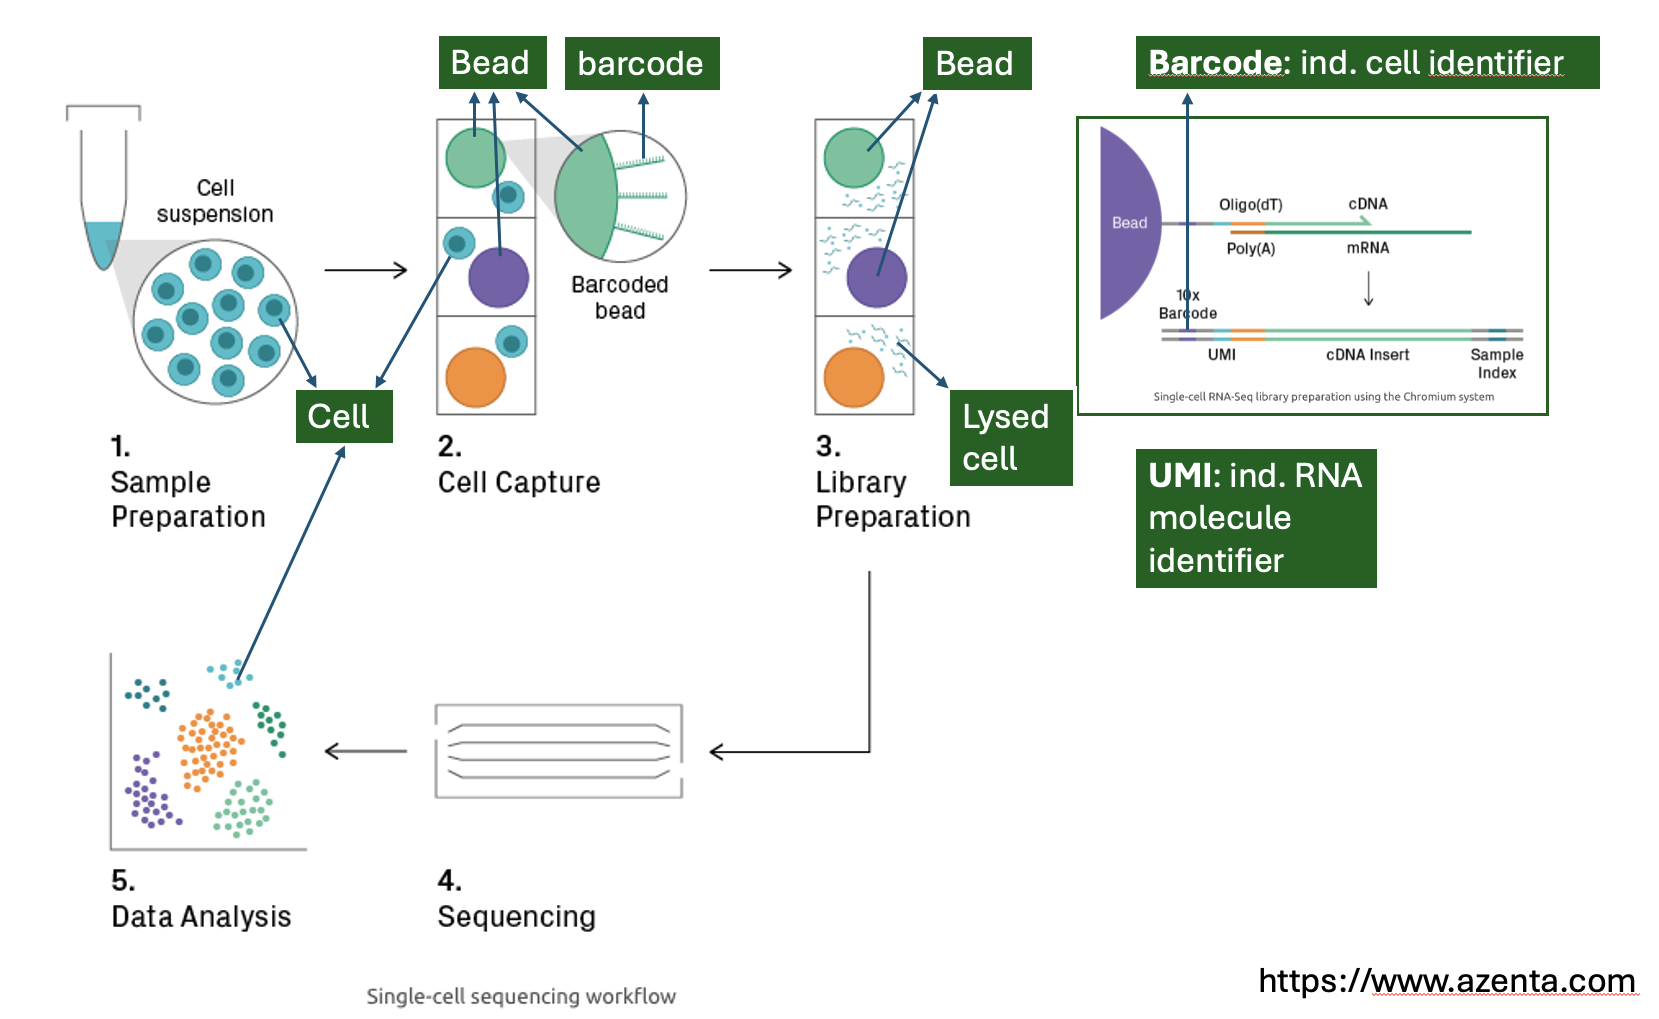 Bead
barcode
Bead
Barcode: ind. cell identifier
Cell
suspension
Barcoded
bead
Bead
Oligo(dT)
cDNA
Poly(A)
mRNA
10x
Barcode
UMI
cDNA Insert
Sample
Index
Single-cell RNA-Seq library preparation using the Chromium system
Cell
Lysed
cell
1.
Sample
Preparation
2.
Cell Capture
3.
Library
Preparation
UMI: ind. RNA
molecule
identifier
5.
Data Analysis
4.
Sequencing
Single-cell sequencing workflow
https://www.azenta.com